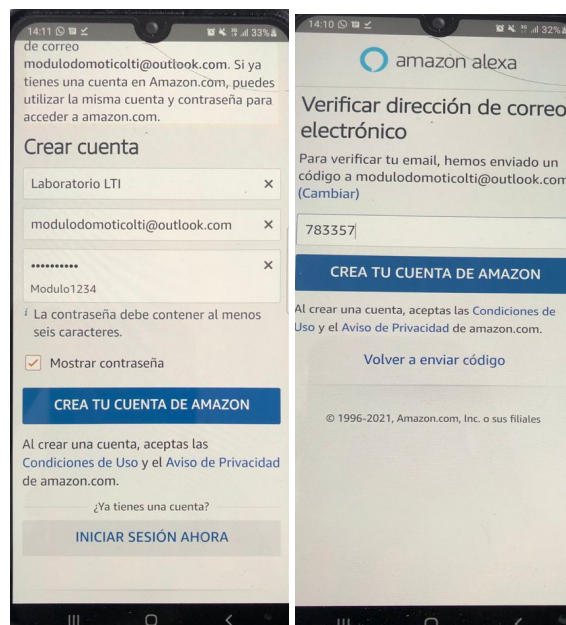 14:11
33%
de correo
modulodomoticolti@outlook.com. Si ya
tienes una cuenta en Amazon.com, puedes
utilizar la misma cuenta y contraseña para
acceder a amazon.com.
Crear cuenta
Laboratorio LTI
modulodomoticolti@outlook.com
••••••••••
Modulo1234
i La contraseña debe contener al menos
seis caracteres.
Mostrar contraseña
CREA TU CUENTA DE AMAZON
Al crear una cuenta, aceptas las
Condiciones de Uso y el Aviso de Privacidad
de amazon.com.
¿Ya tienes una cuenta?
INICIAR SESIÓN AHORA
14:10
32%
amazon alexa
Verificar dirección de correo
electrónico
Para verificar tu email, hemos enviado un
código a modulodomoticolti@outlook.com
(Cambiar)
783357
CREA TU CUENTA DE AMAZON
Al crear una cuenta, aceptas las Condiciones de
Uso y el Aviso de Privacidad de amazon.com.
Volver a enviar código
© 1996-2021, Amazon.com, Inc. o sus filiales